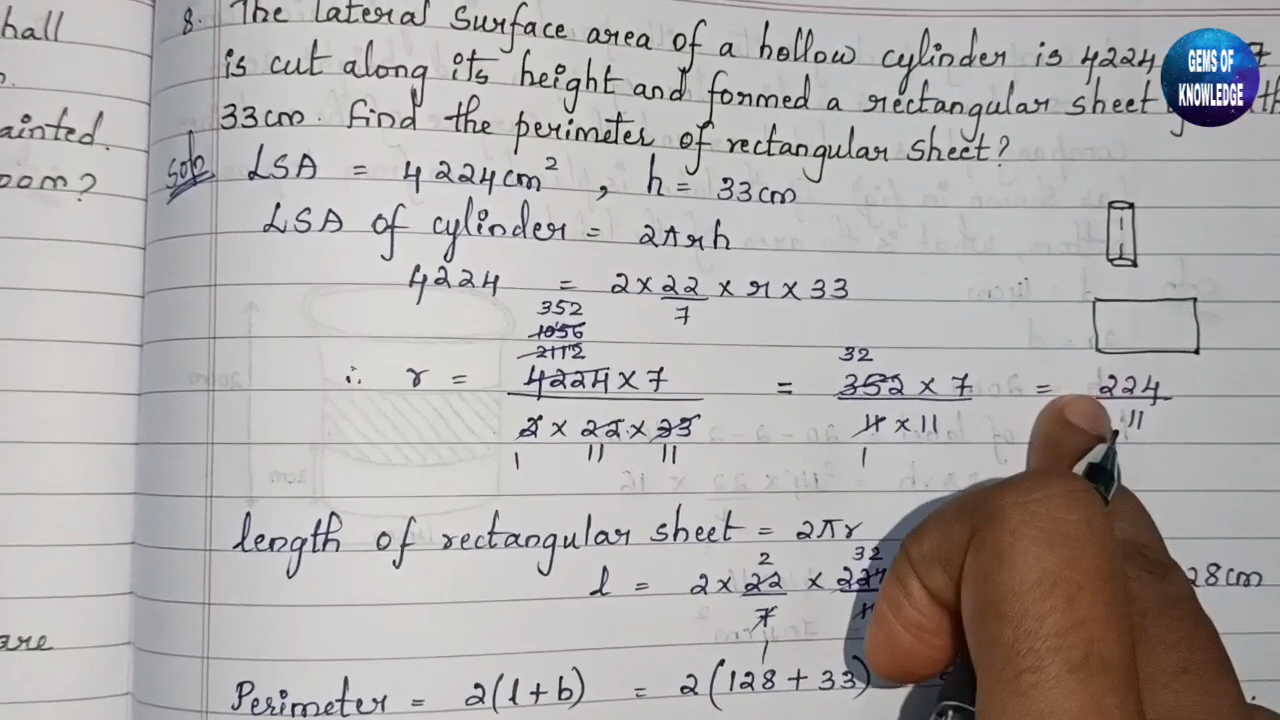 hall
8. The lateral surface area of a hollow cylinder is 4224
is cut along its height and formed a rectangular sheet
33cm. Find the perimeter of rectangular sheet?
ainted.
oom?
Soln LSA = 4224cm², h = 33cm
LSA of cylinder = 2πrh
4224 = 2 × 22/7 × r × 33
352
1056
2112
∴ r = 4224 × 7 / 2 × 22 × 33 = 352 × 7 / 11 × 11 = 224 / 11
32
1 11 11 1
length of rectangular sheet = 2πr
2 32
l = 2 × 22/7 × 28cm
1
are
Perimeter = 2(l+b) = 2(128+33)
GEMS OF
KNOWLEDGE